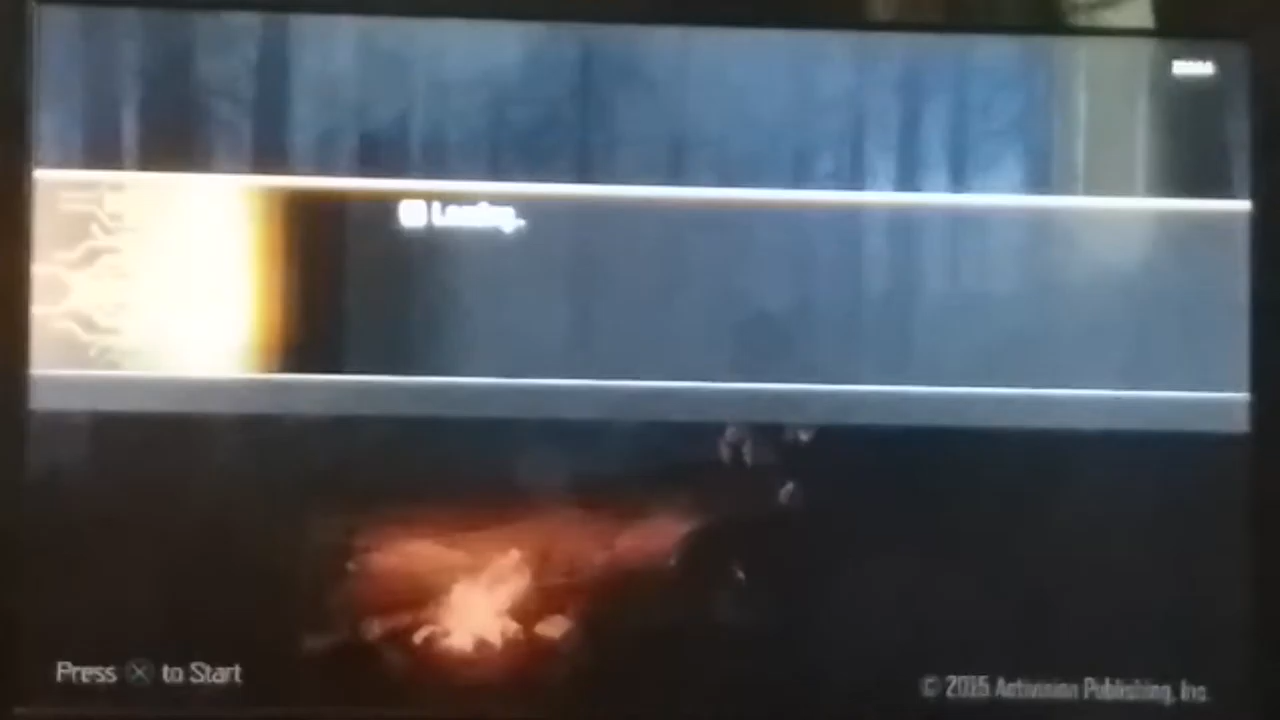 Loading.
Press ⓧ to Start
© 2015 Activision Publishing, Inc.